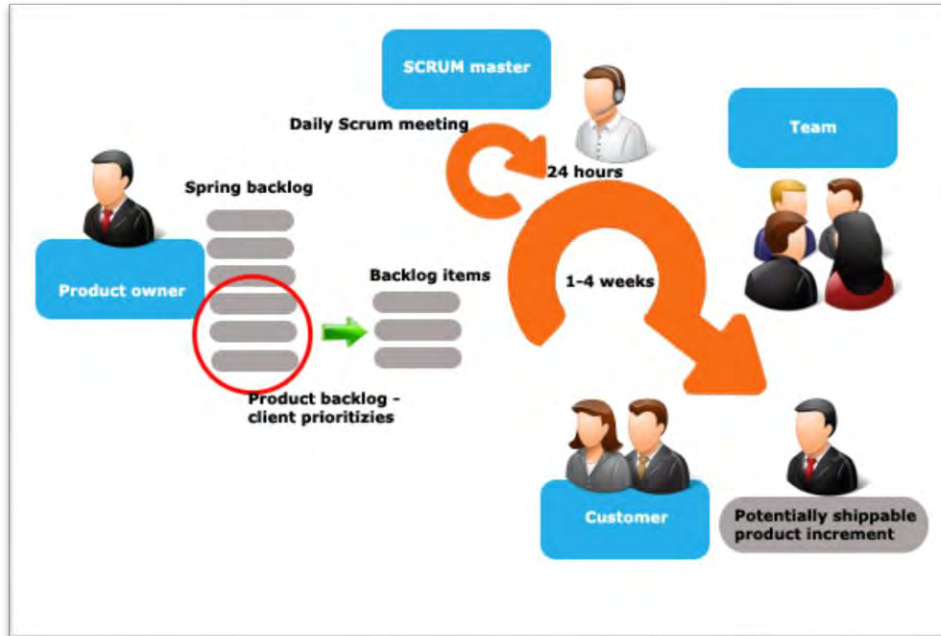 SCRUM master
Daily Scrum meeting
Team
24 hours
Spring backlog
Product owner
Backlog items
1-4 weeks
Product backlog -
client prioritizies
Customer
Potentially shippable
product increment